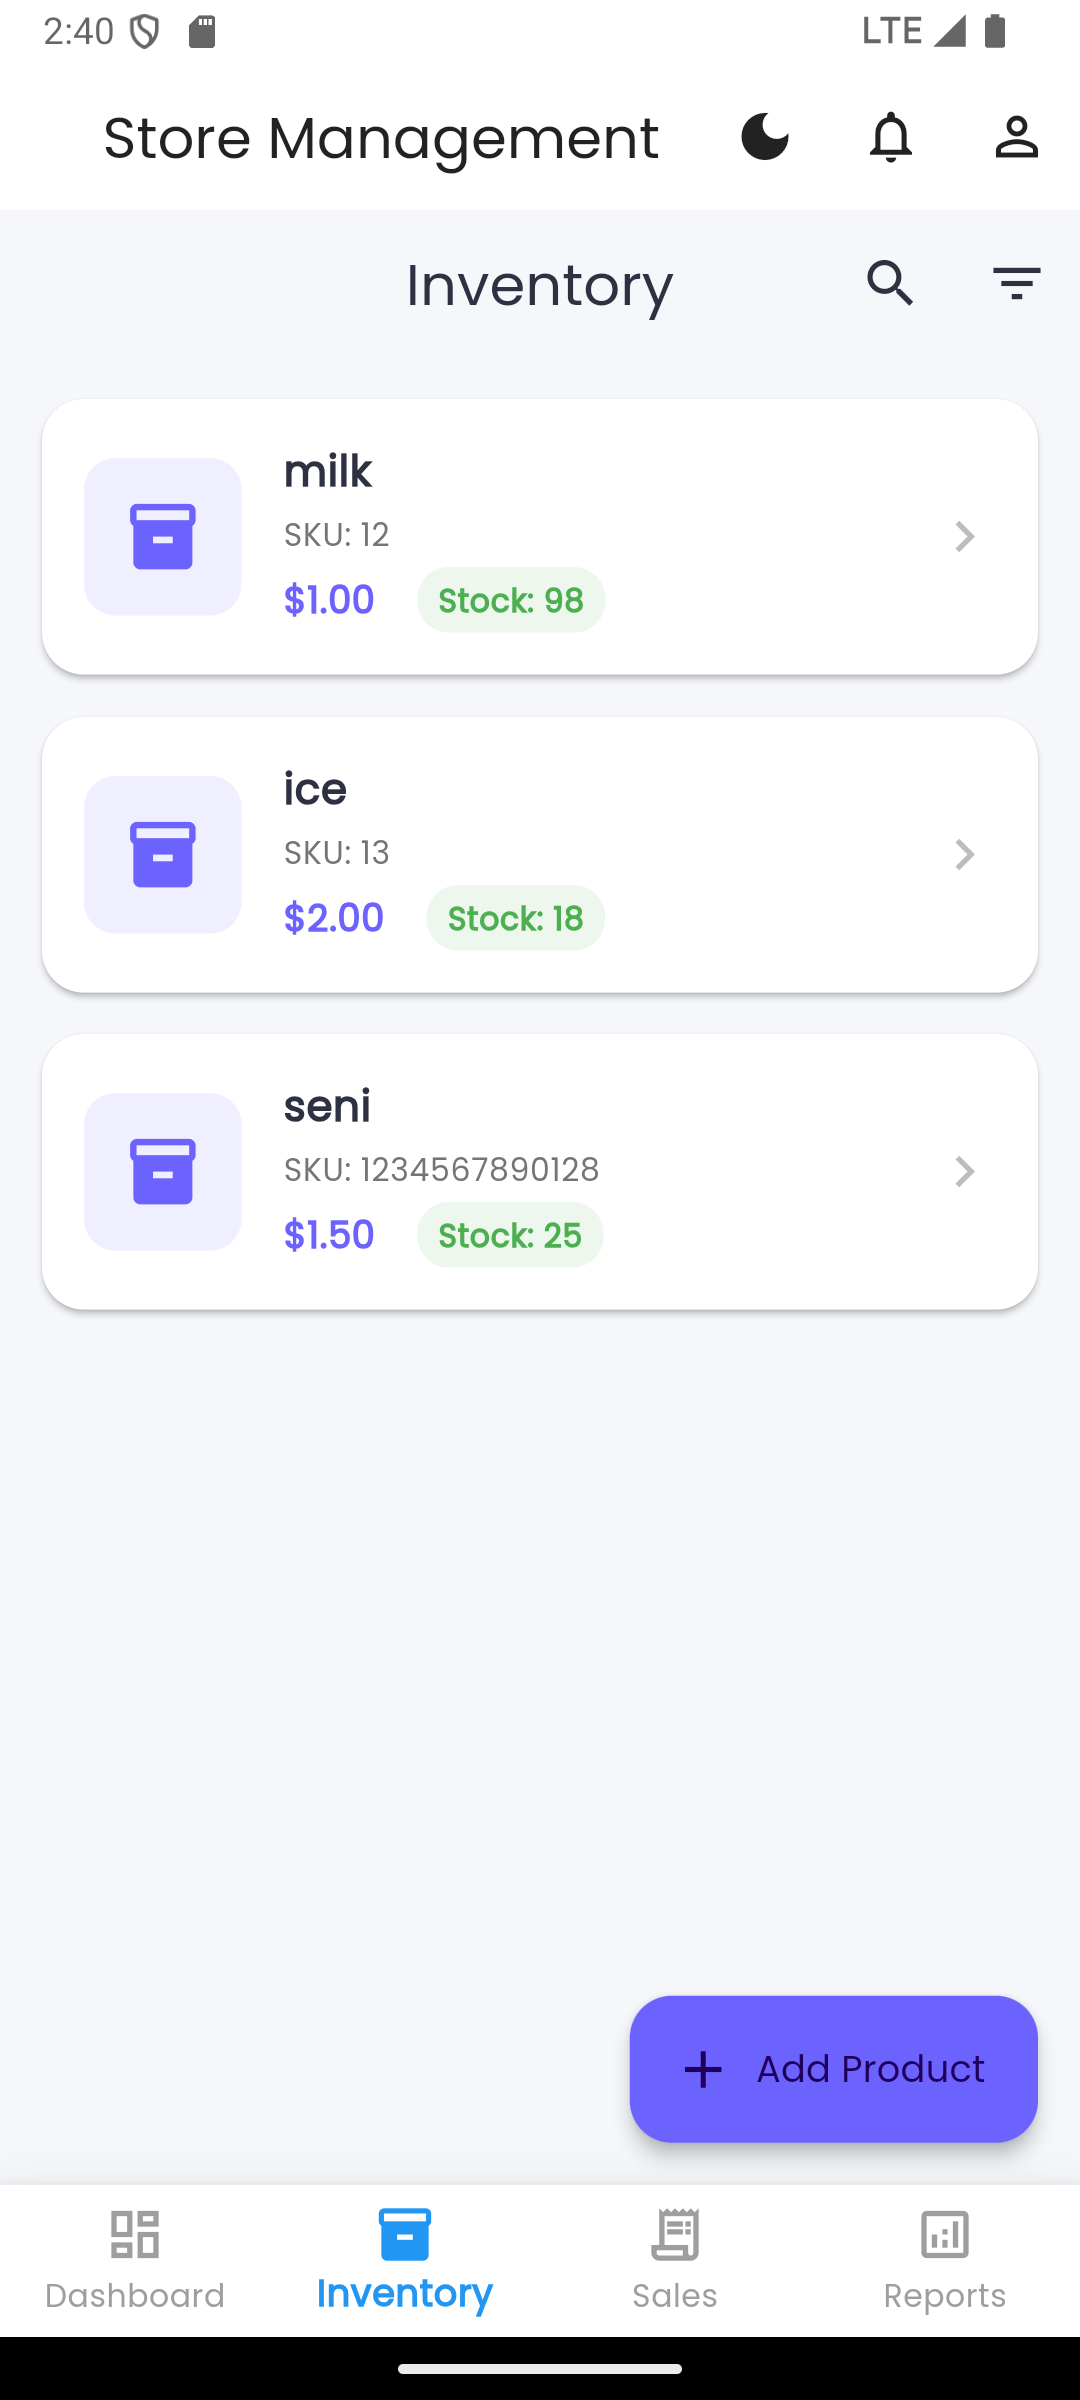 2:40 LTE
Store Management
Inventory
milk
SKU: 12
$1.00 Stock: 98
ice
SKU: 13
$2.00 Stock: 18
seni
SKU: 1234567890128
$1.50 Stock: 25
Add Product
Dashboard Inventory Sales Reports